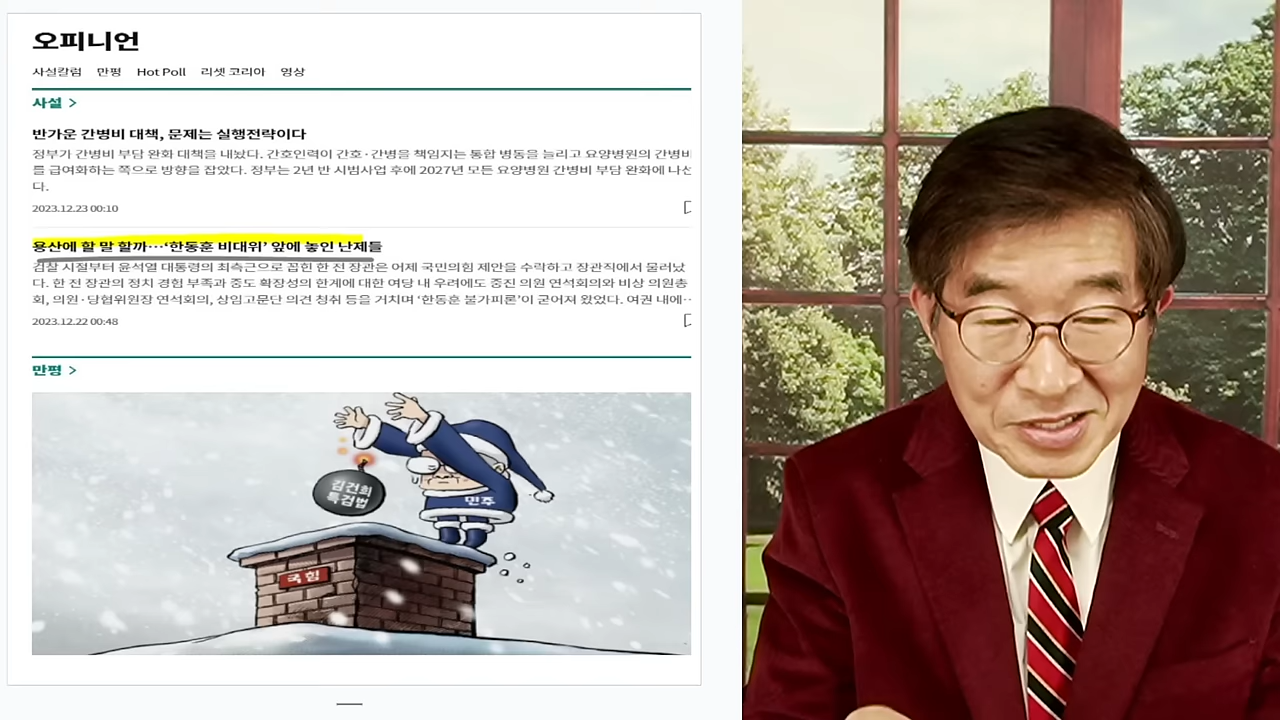 오피니언
사설칼럼 만평 Hot Poll 리셋 코리아 영상
사설 >
반가운 간병비 대책, 문제는 실행전략이다
정부가 간병비 부담 완화 대책을 내놨다. 간호인력이 간호·간병을 책임지는 통합 병동을 늘리고 요양병원의 간병비
를 급여화하는 쪽으로 방향을 잡았다. 정부는 2년 반 시범사업 후에 2027년 모든 요양병원 간병비 부담 완화에 나선
다.
2023.12.23 00:10
용산에 할 말 할까…‘한동훈 비대위’ 앞에 놓인 난제들
검찰 시절부터 윤석열 대통령의 최측근으로 꼽힌 한 전 장관은 어제 국민의힘 제안을 수락하고 장관직에서 물러났
다. 한 전 장관의 정치 경험 부족과 중도 확장성의 한계에 대한 여당 내 우려에도 중진 의원 연석회의와 비상 의원총
회, 의원·당협위원장 연석회의, 상임고문단 의견 청취 등을 거치며 ‘한동훈 불가피론’이 굳어져 왔었다. 여권 내에…
2023.12.22 00:48
만평 >
김건희
특검법
민주
국힘